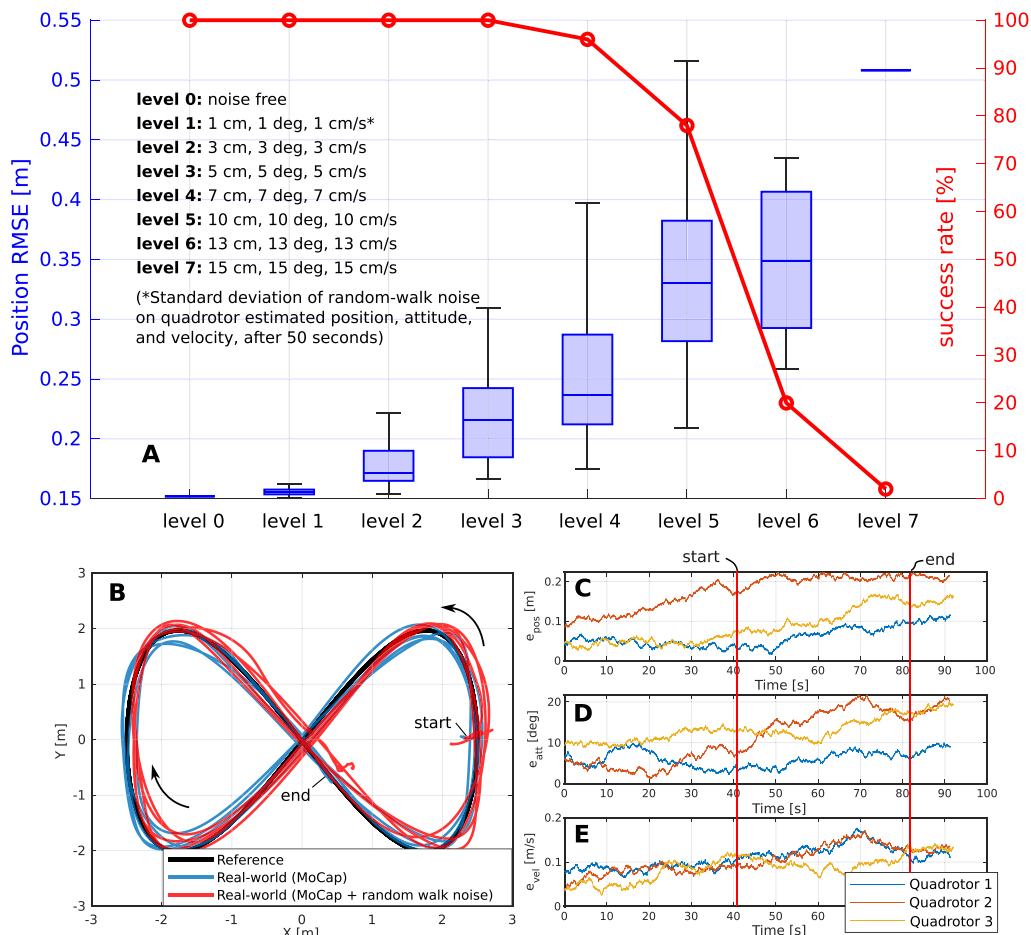 0.55
0.5
0.45
0.4
0.35
0.3
0.25
0.2
0.15
Position RMSE [m]
level 0: noise free
level 1: 1 cm, 1 deg, 1 cm/s*
level 2: 3 cm, 3 deg, 3 cm/s
level 3: 5 cm, 5 deg, 5 cm/s
level 4: 7 cm, 7 deg, 7 cm/s
level 5: 10 cm, 10 deg, 10 cm/s
level 6: 13 cm, 13 deg, 13 cm/s
level 7: 15 cm, 15 deg, 15 cm/s
(*Standard deviation of random-walk noise
on quadrotor estimated position, attitude,
and velocity, after 50 seconds)
A
100
90
80
70
60
50
40
30
20
10
0
success rate [%]
level 0 level 1 level 2 level 3 level 4 level 5 level 6 level 7
B
3
2
1
0
-1
-2
-3
Y [m]
start
end
Reference
Real-world (MoCap)
Real-world (MoCap + random walk noise)
-3 -2 -1 0 1 2 3
X [m]
start end
C
0.2
0.1
0
e_pos [m]
0 10 20 30 40 50 60 70 80 90 100
Time [s]
D
20
10
0
e_att [deg]
0 10 20 30 40 50 60 70 80 90 100
Time [s]
E
0.2
0.1
0
e_vel [m/s]
0 10 20 30 40 50 60
Time [s]
Quadrotor 1
Quadrotor 2
Quadrotor 3